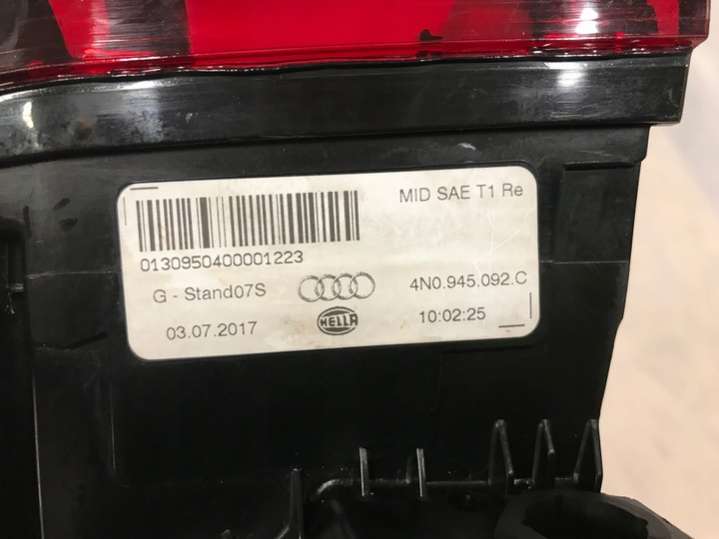 MID SAE T1 Re
0130950400001223
G - Stand07S 4N0.945.092.C
03.07.2017 HELLA 10:02:25